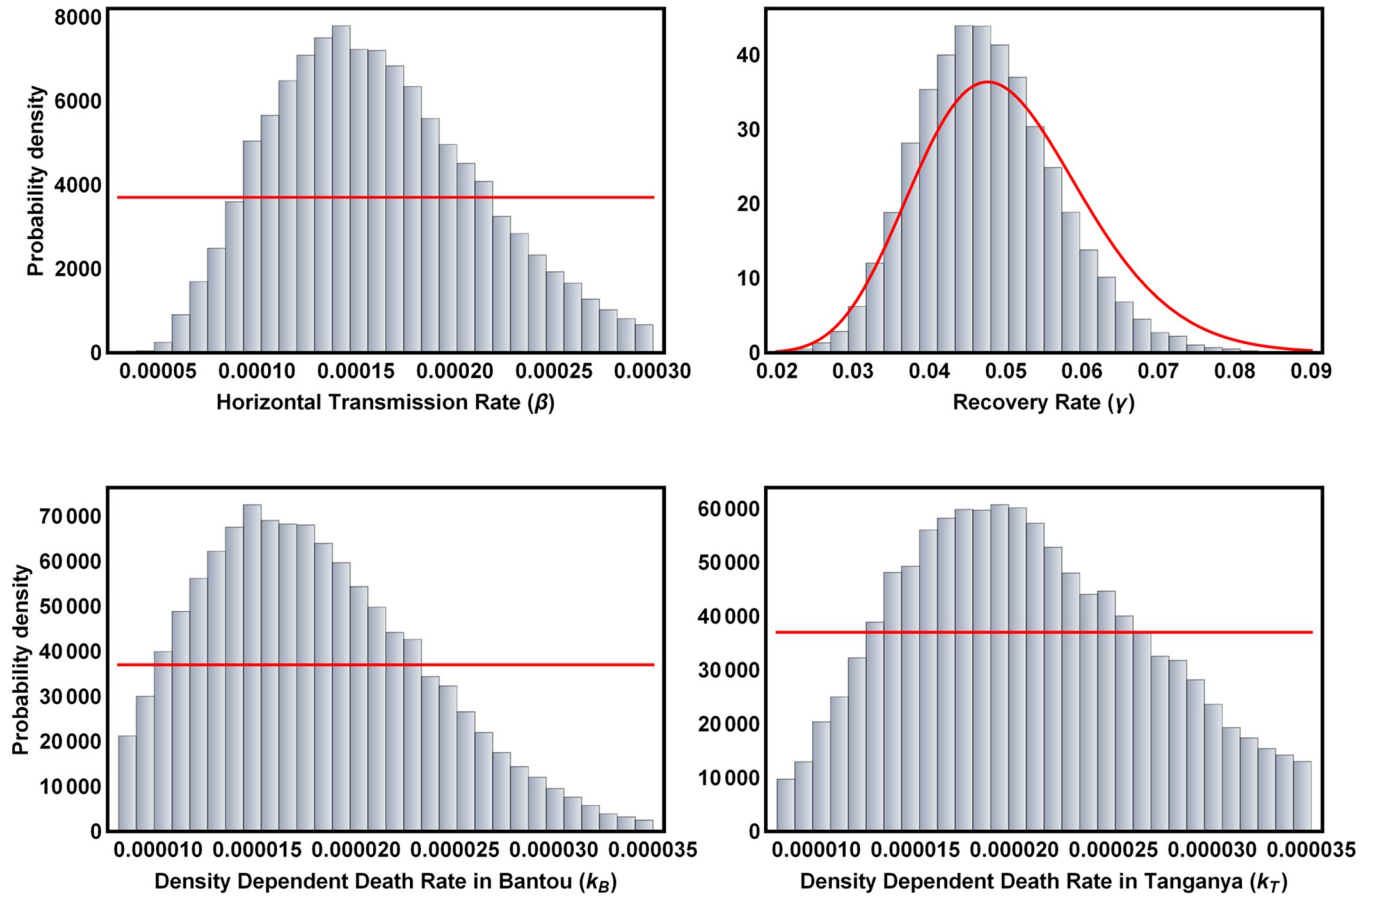 Probability density
8000
6000
4000
2000
0
0.00005 0.00010 0.00015 0.00020 0.00025 0.00030
Horizontal Transmission Rate (β)
40
30
20
10
0
0.02 0.03 0.04 0.05 0.06 0.07 0.08 0.09
Recovery Rate (γ)
Probability density
70 000
60 000
50 000
40 000
30 000
20 000
10 000
0
0.000010 0.000015 0.000020 0.000025 0.000030 0.000035
Density Dependent Death Rate in Bantou (kB)
60 000
50 000
40 000
30 000
20 000
10 000
0
0.000010 0.000015 0.000020 0.000025 0.000030 0.000035
Density Dependent Death Rate in Tanganya (kT)